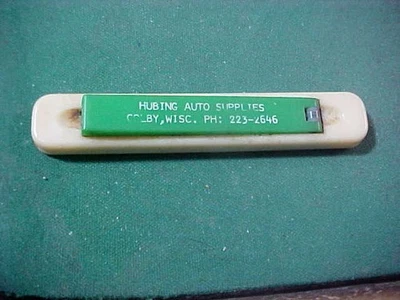 HUBING AUTO SUPPLIES
COLBY, WISC. PH: 223-2646